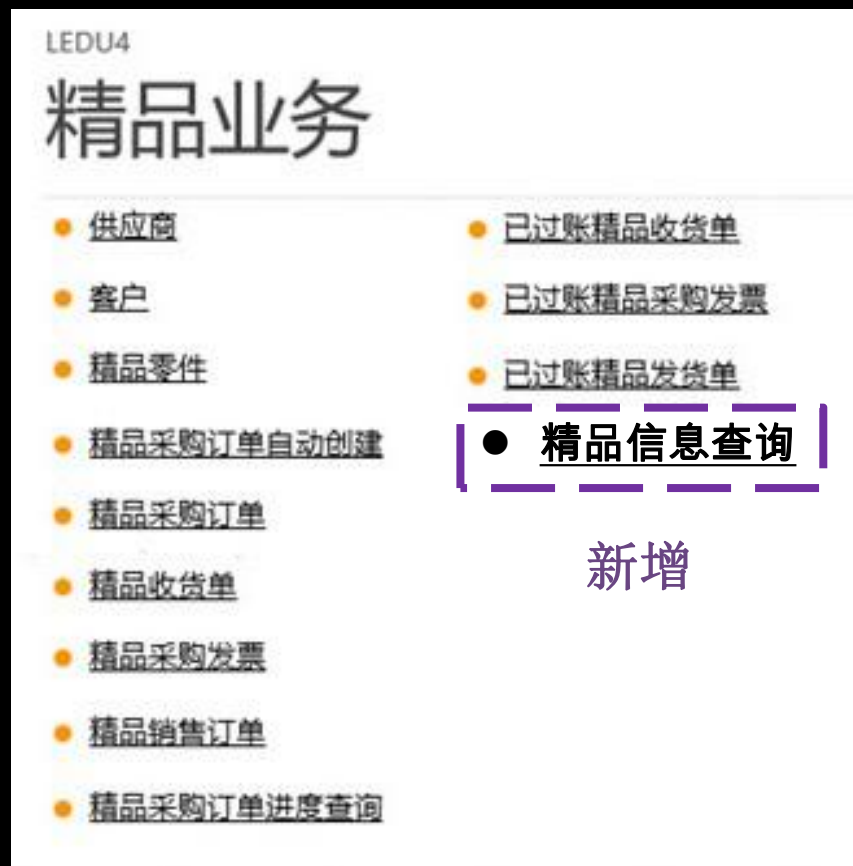 LEDU4
精品业务
供应商
客户
精品零件
精品采购订单自动创建
精品采购订单
精品收货单
精品采购发票
精品销售订单
精品采购订单进度查询
已过账精品收货单
已过账精品采购发票
已过账精品发货单
精品信息查询
新增